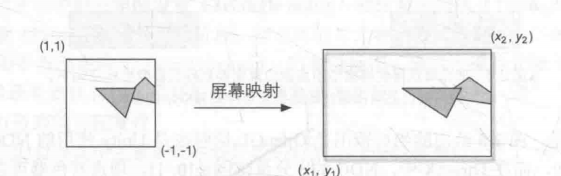 (x₂, y₂)
(1,1)
屏幕映射
(-1,-1)
(x₁, y₁)